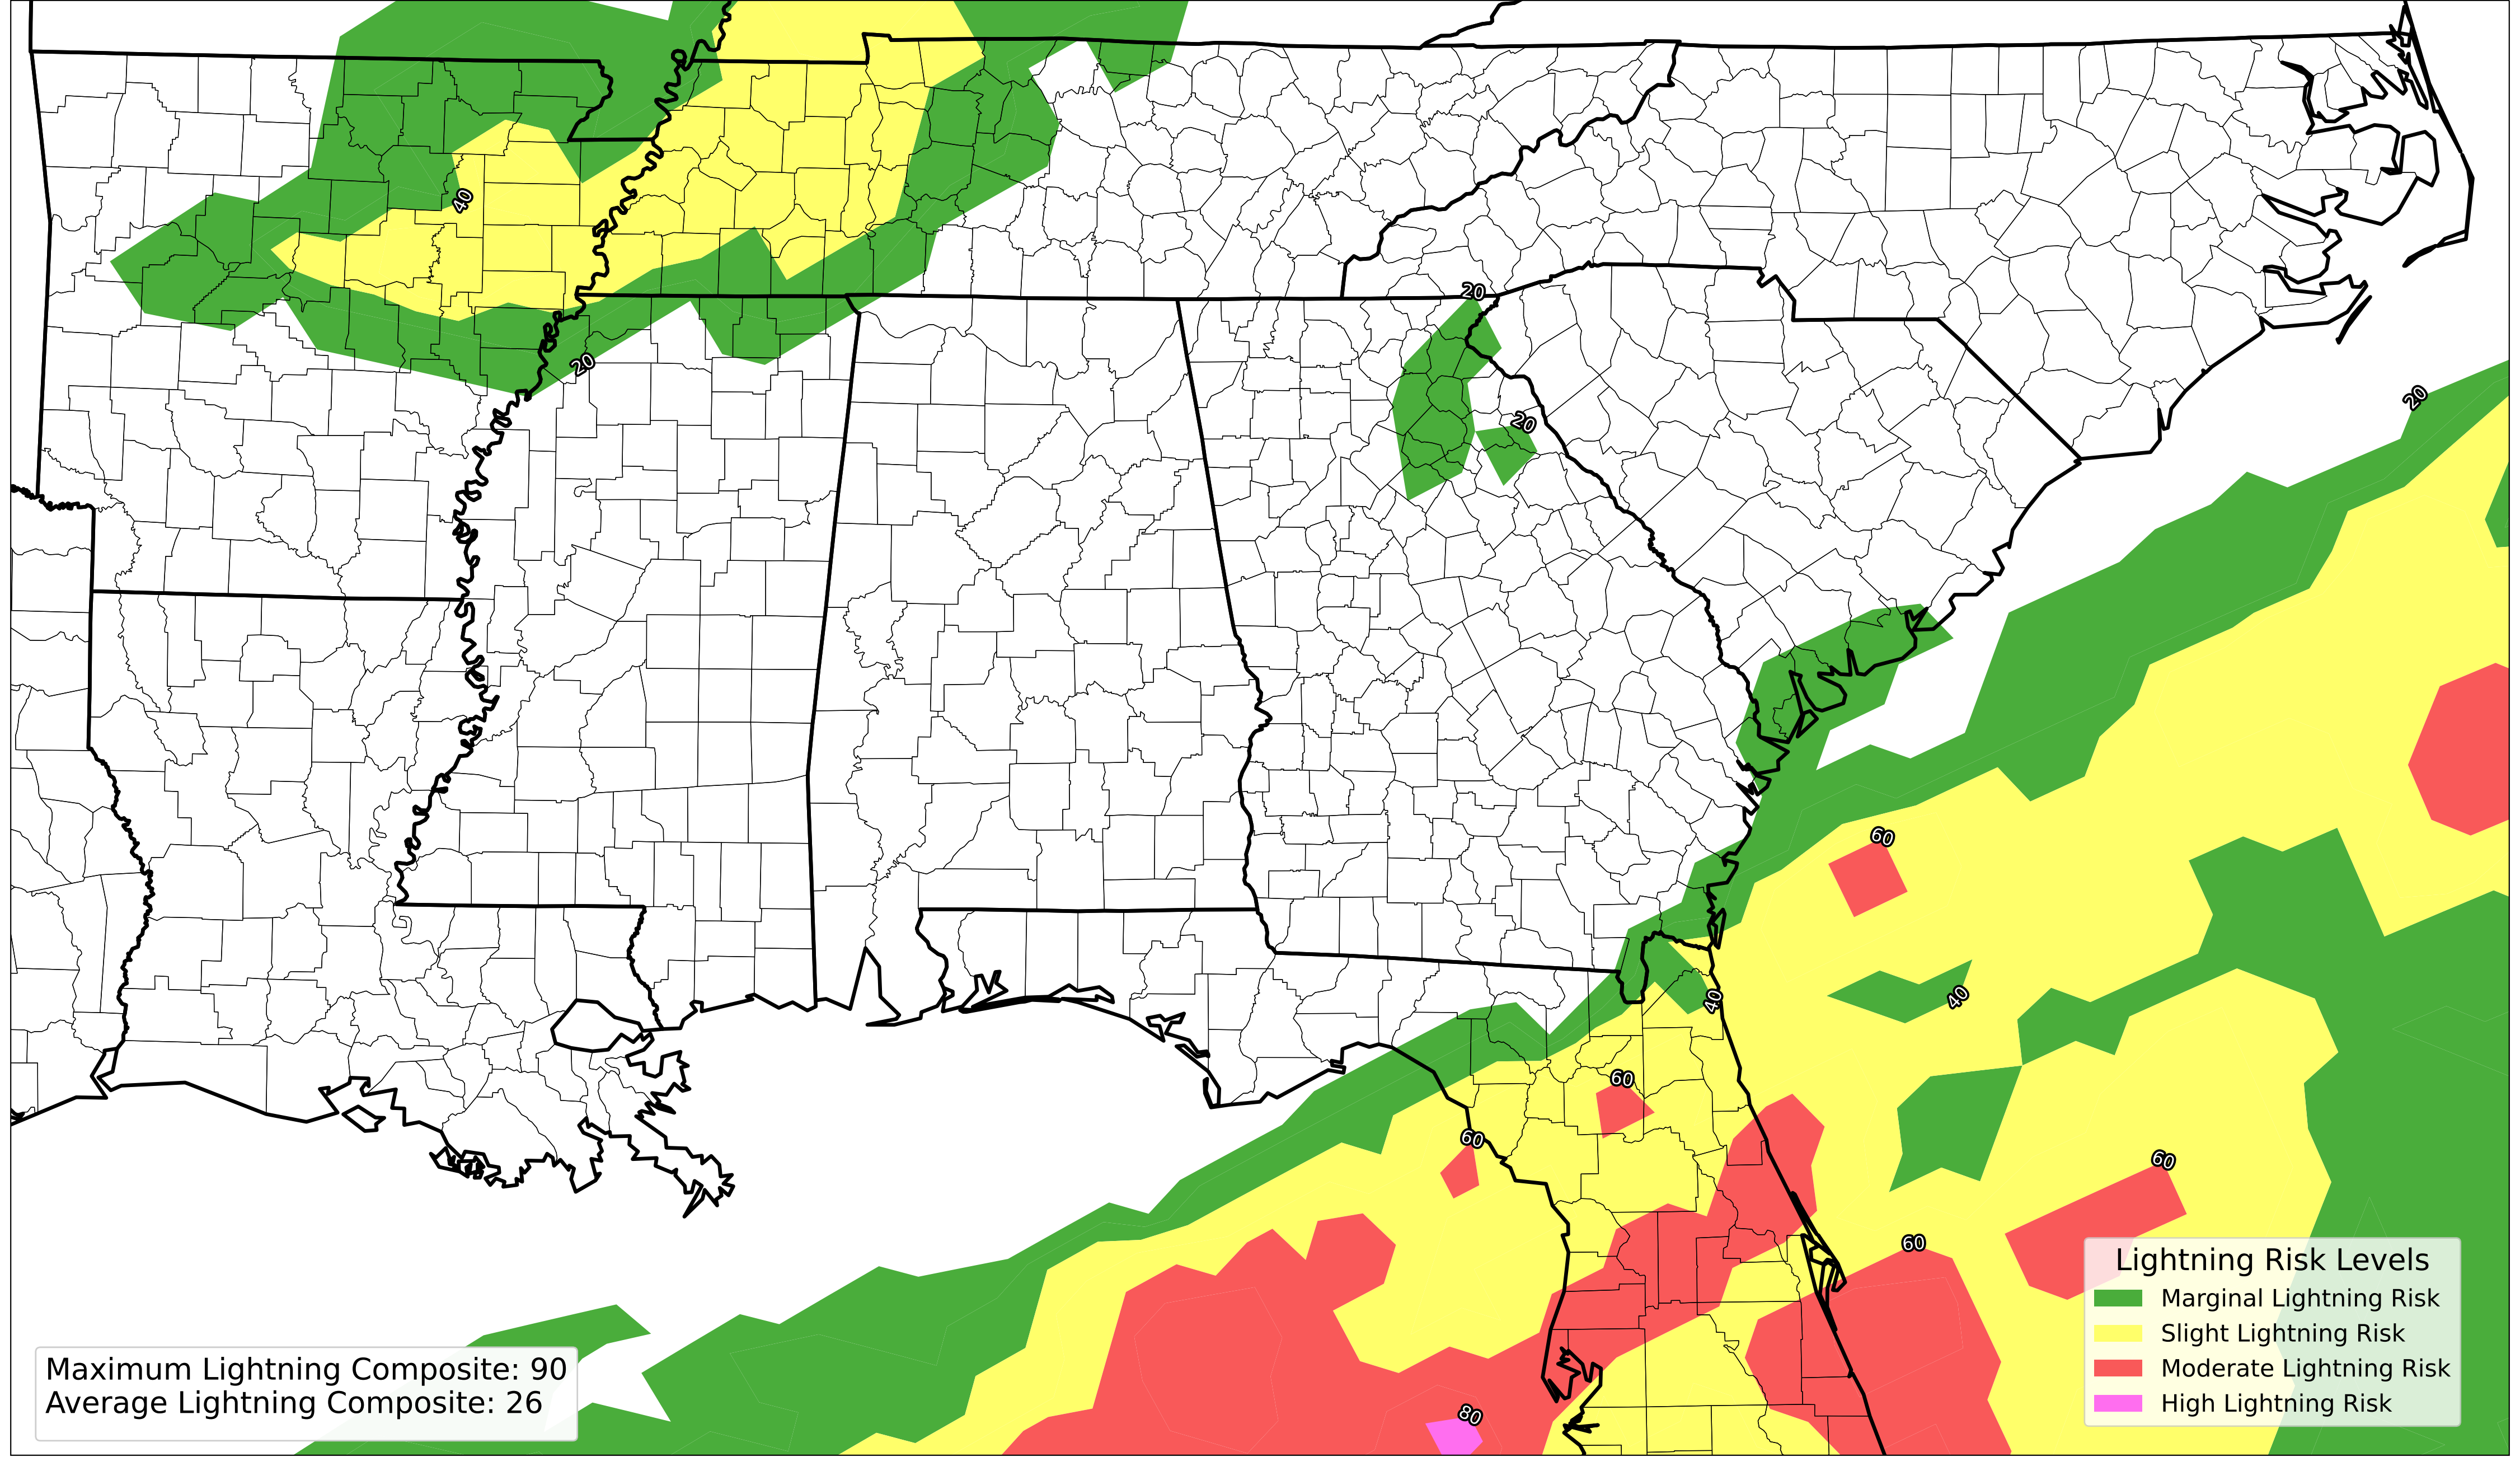 40
20
20
20
20
60
40
40
60
60
60
60
80
Maximum Lightning Composite: 90
Average Lightning Composite: 26
Lightning Risk Levels
Marginal Lightning Risk
Slight Lightning Risk
Moderate Lightning Risk
High Lightning Risk